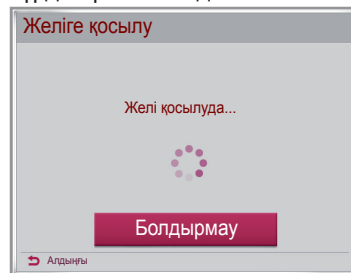 Желіге қосылу
Желі қосылуда...
Болдырмау
Алдыңғы